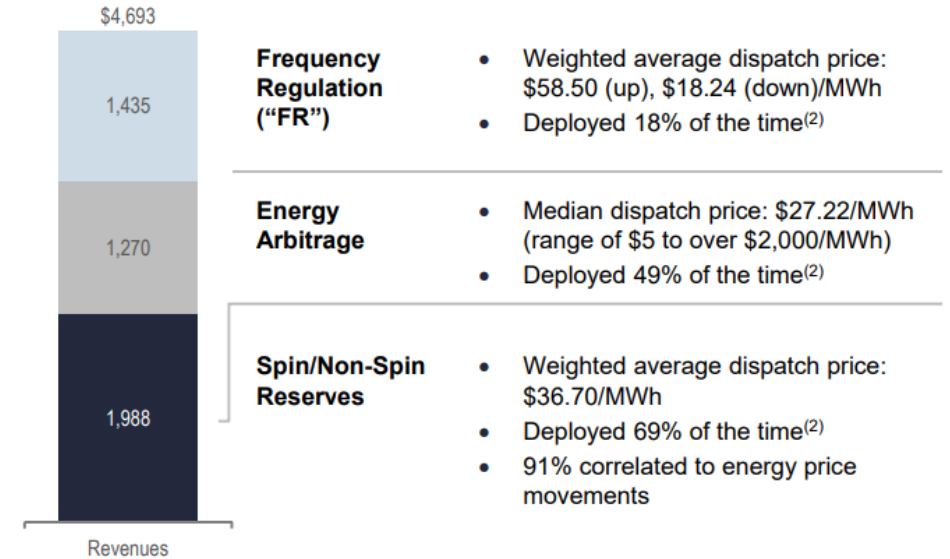 $4,693
1,435
Frequency
Regulation
(“FR”)
• Weighted average dispatch price:
$58.50 (up), $18.24 (down)/MWh
• Deployed 18% of the time(2)
1,270
Energy
Arbitrage
• Median dispatch price: $27.22/MWh
(range of $5 to over $2,000/MWh)
• Deployed 49% of the time(2)
1,988
Spin/Non-Spin
Reserves
• Weighted average dispatch price:
$36.70/MWh
• Deployed 69% of the time(2)
• 91% correlated to energy price
movements
Revenues